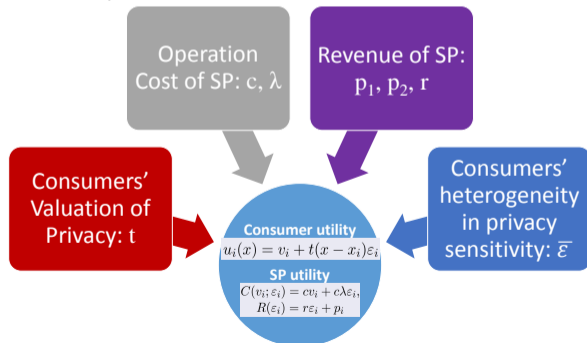 Operation
Cost of SP: c, λ
Revenue of SP:
p₁, p₂, r
Consumers’
Valuation of
Privacy: t
Consumers’
heterogeneity
in privacy
sensitivity: ε̅
Consumer utility
uᵢ(x) = vᵢ + t(x − xᵢ)εᵢ
SP utility
C(vᵢ; εᵢ) = cvᵢ + cλεᵢ,
R(εᵢ) = rεᵢ + pᵢ